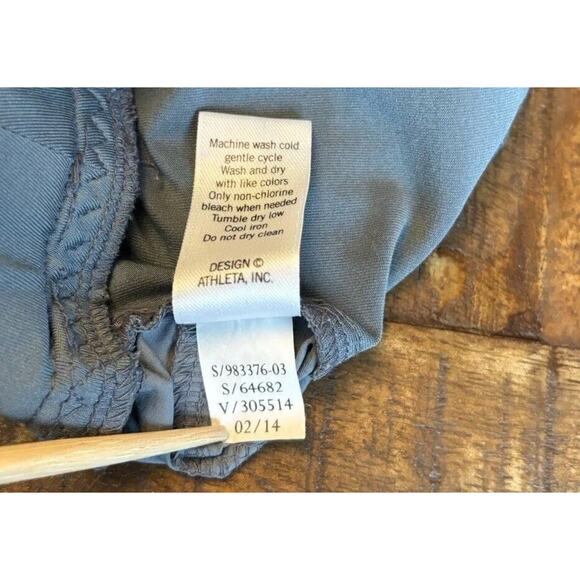 Machine wash cold
gentle cycle
Wash and dry
with like colors
Only non-chlorine
bleach when needed
Tumble dry low
Cool iron
Do not dry clean
DESIGN ©
ATHLETA, INC.
S/983376-03
S/64682
V/305514
02/14